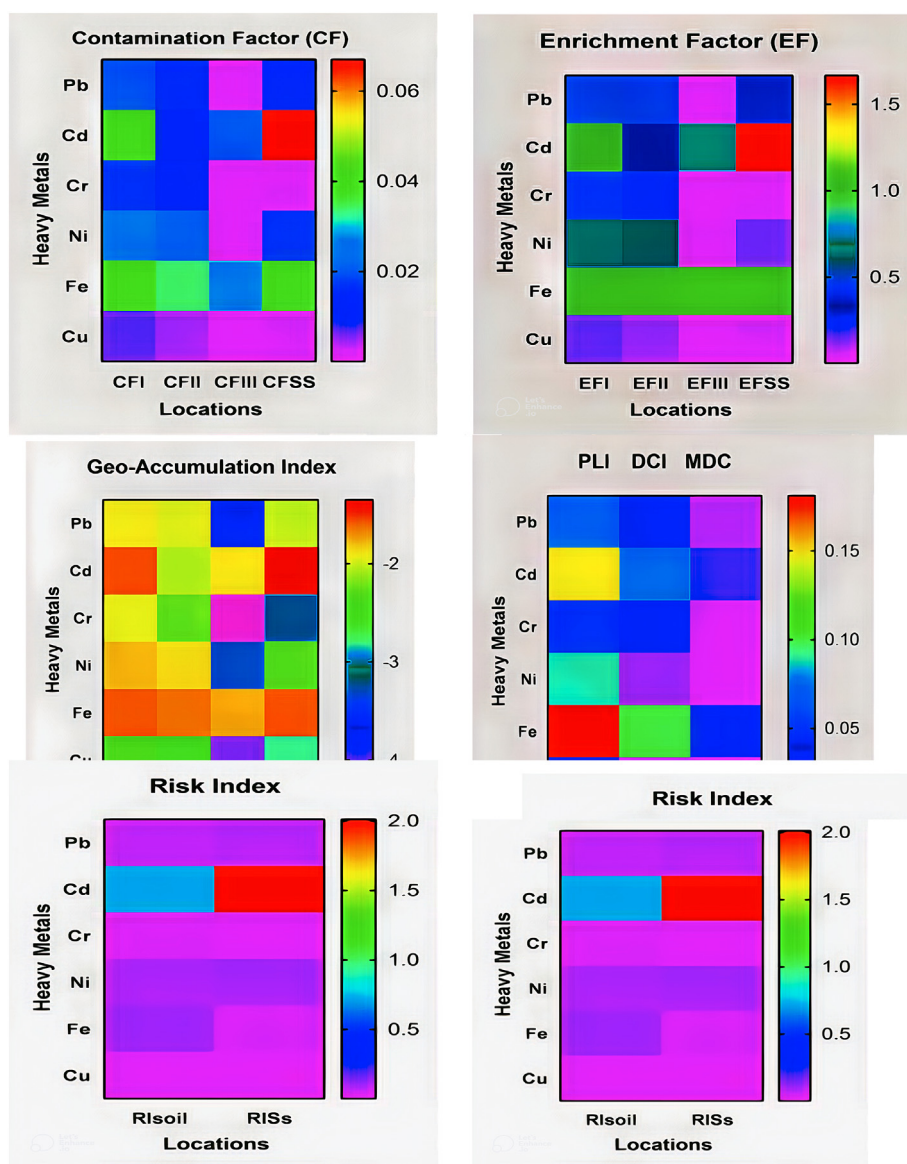 Contamination Factor (CF)
Heavy Metals
Pb
Cd
Cr
Ni
Fe
Cu
0.06
0.04
0.02
CFI CFII CFIII CFSS
Locations
Enrichment Factor (EF)
Heavy Metals
Pb
Cd
Cr
Ni
Fe
Cu
1.5
1.0
0.5
EFI EFII EFIII EFSS
Locations
Geo-Accumulation Index
Heavy Metals
Pb
Cd
Cr
Ni
Fe
Cu
-2
-3
PLI DCI MDC
Heavy Metals
Pb
Cd
Cr
Ni
Fe
0.15
0.10
0.05
Risk Index
Heavy Metals
Pb
Cd
Cr
Ni
Fe
Cu
2.0
1.5
1.0
0.5
RIsoil RISs
Locations
Risk Index
Heavy Metals
Pb
Cd
Cr
Ni
Fe
Cu
2.0
1.5
1.0
0.5
RIsoil RISs
Locations